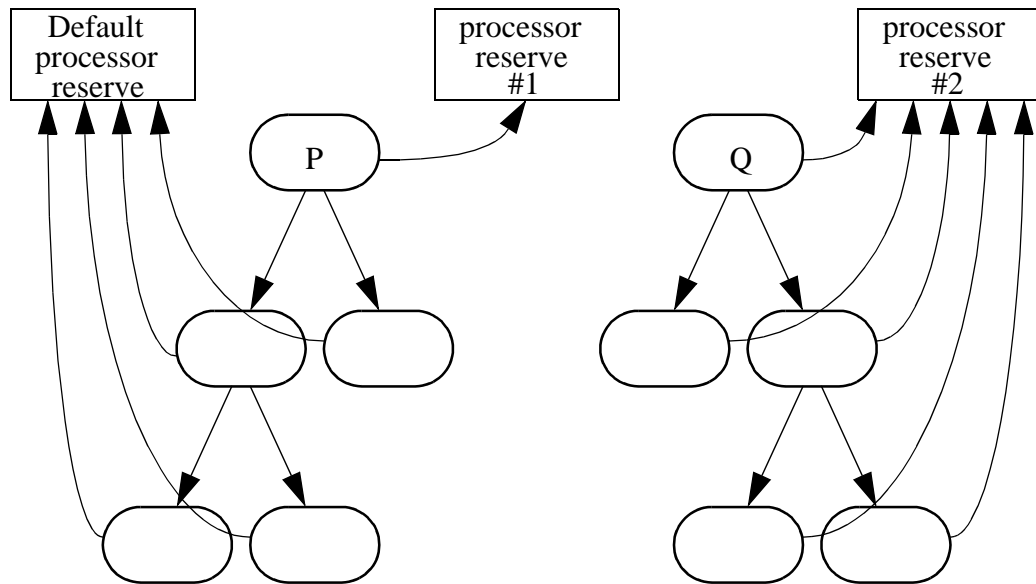 Default
processor
reserve
processor
reserve
#1
processor
reserve
#2
P
Q